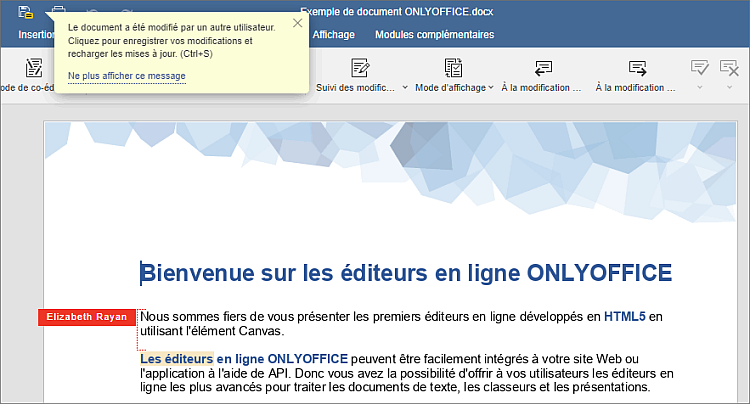 Exemple de document ONLYOFFICE.docx
Le document a été modifié par un autre utilisateur.
Cliquez pour enregistrer vos modifications et
recharger les mises à jour. (Ctrl+S)
Ne plus afficher ce message
Insertion Affichage Modules complémentaires
ode de co-éd Suivi des modific... Mode d'affichage À la modification ... À la modification ...
Bienvenue sur les éditeurs en ligne ONLYOFFICE
Elizabeth Rayan
Nous sommes fiers de vous présenter les premiers éditeurs en ligne développés en HTML5 en
utilisant l'élément Canvas.
Les éditeurs en ligne ONLYOFFICE peuvent être facilement intégrés à votre site Web ou
l'application à l'aide de API. Donc vous avez la possibilité d'offrir à vos utilisateurs les éditeurs en
ligne les plus avancés pour traiter les documents de texte, les classeurs et les présentations.